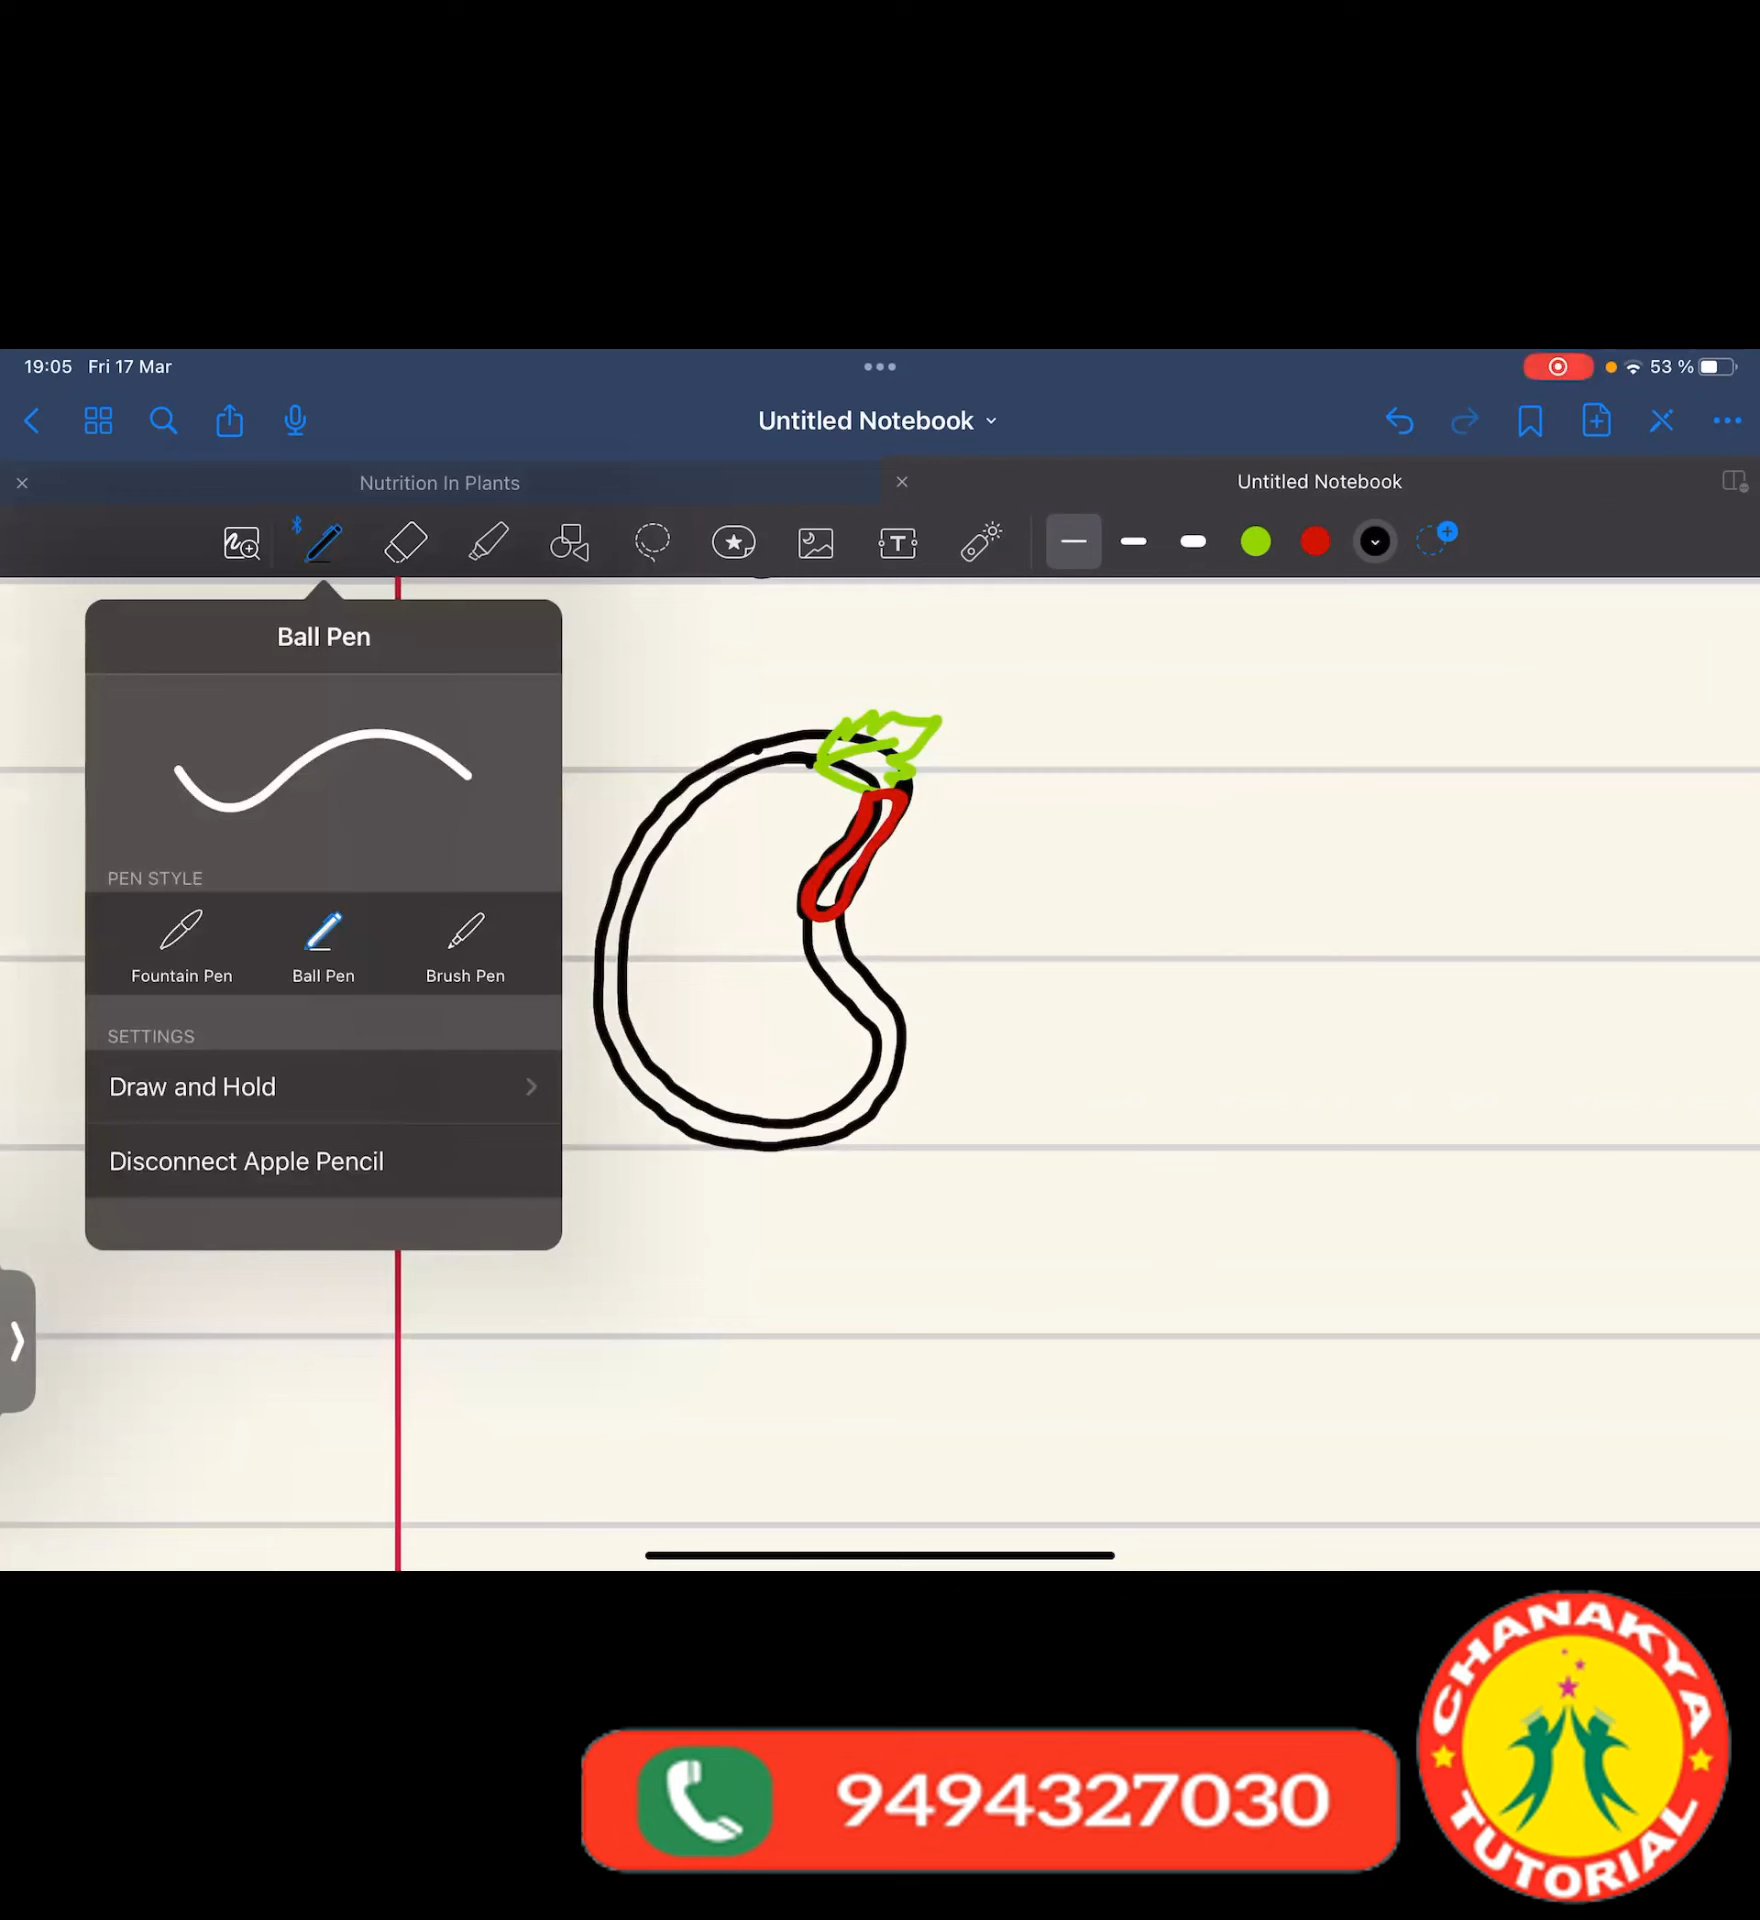 19:05 Fri 17 Mar
53 %
Untitled Notebook
Nutrition In Plants
Untitled Notebook
Ball Pen
PEN STYLE
Fountain Pen
Ball Pen
Brush Pen
SETTINGS
Draw and Hold
Disconnect Apple Pencil
CHANAKYA
TUTORIAL
9494327030